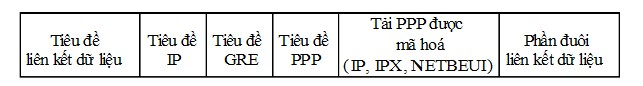 Tiêu đề
liên kết dữ liệu
Tiêu đề
IP
Tiêu đề
GRE
Tiêu đề
PPP
Tải PPP được
mã hoá
(IP, IPX, NETBEUI)
Phần đuôi
liên kết dữ liệu